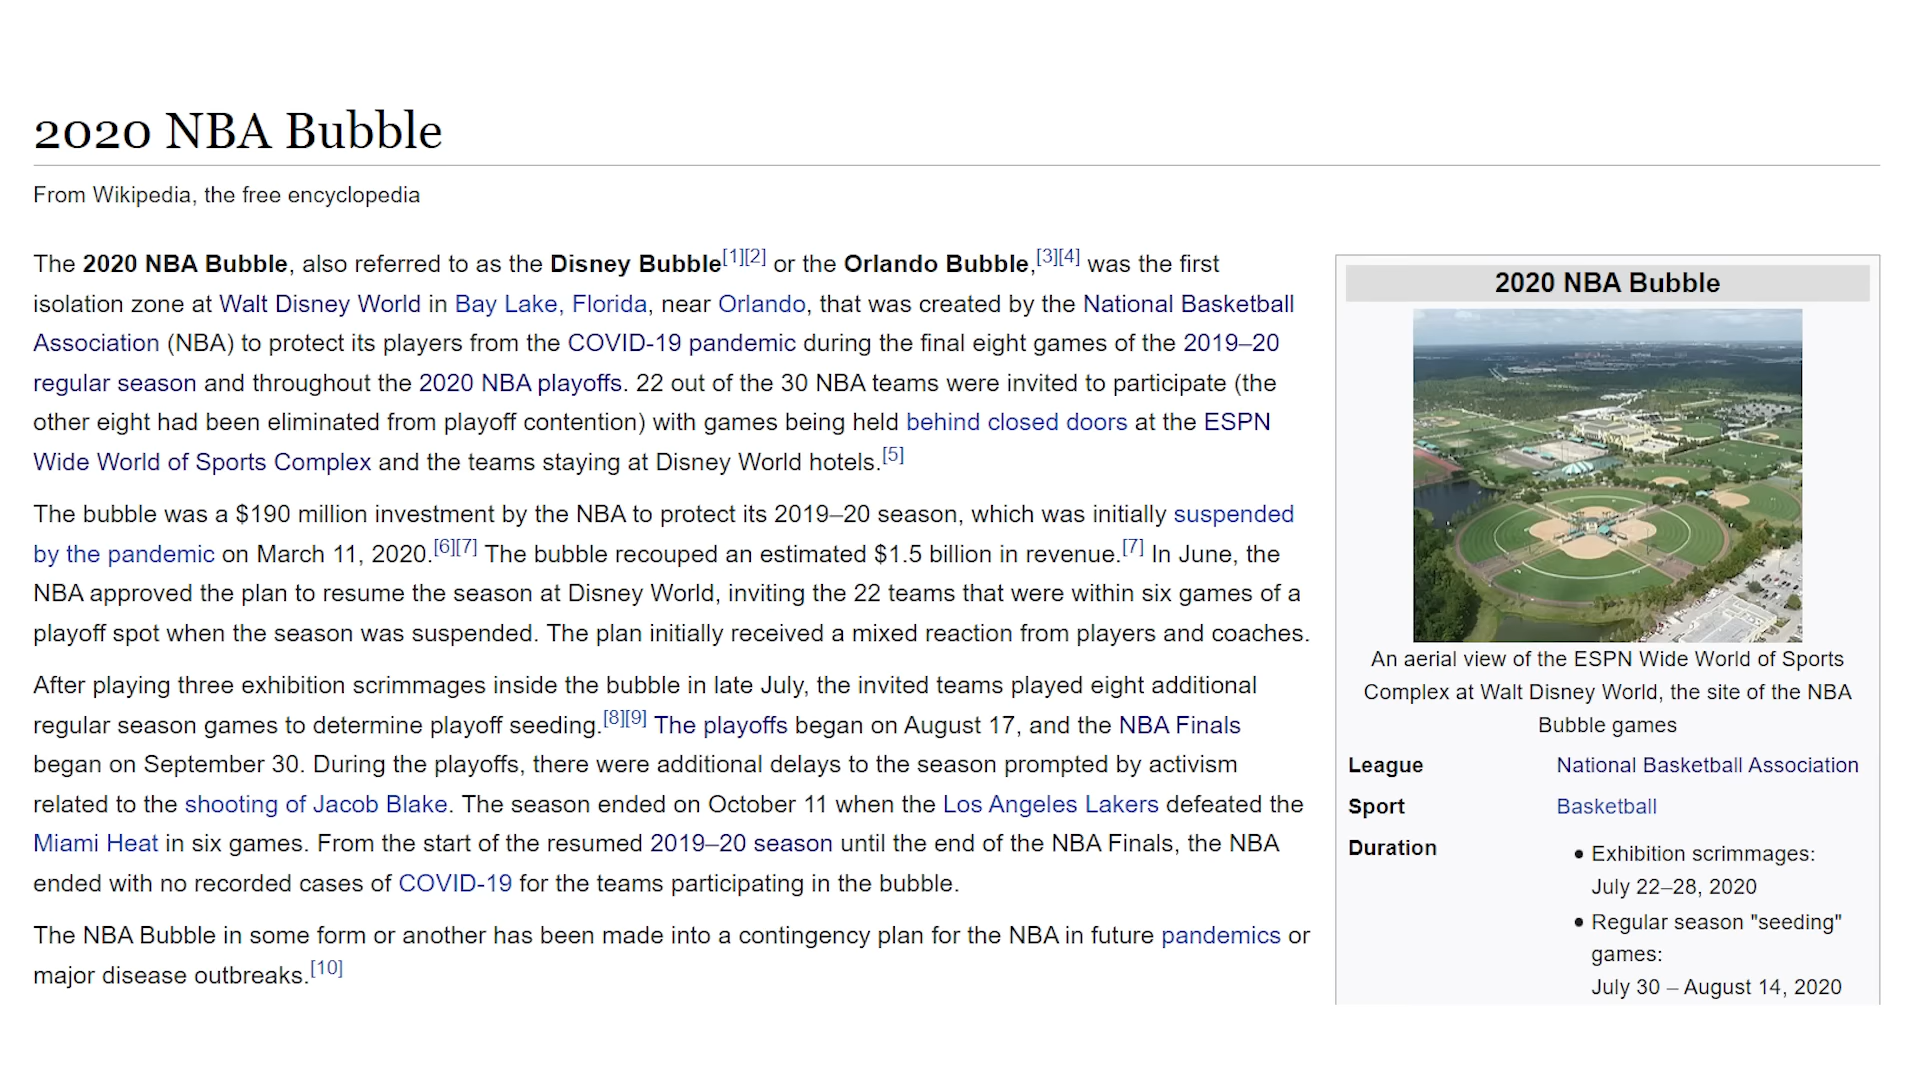 2020 NBA Bubble
From Wikipedia, the free encyclopedia
The 2020 NBA Bubble, also referred to as the Disney Bubble[1][2] or the Orlando Bubble,[3][4] was the first
isolation zone at Walt Disney World in Bay Lake, Florida, near Orlando, that was created by the National Basketball
Association (NBA) to protect its players from the COVID-19 pandemic during the final eight games of the 2019–20
regular season and throughout the 2020 NBA playoffs. 22 out of the 30 NBA teams were invited to participate (the
other eight had been eliminated from playoff contention) with games being held behind closed doors at the ESPN
Wide World of Sports Complex and the teams staying at Disney World hotels.[5]
The bubble was a $190 million investment by the NBA to protect its 2019–20 season, which was initially suspended
by the pandemic on March 11, 2020.[6][7] The bubble recouped an estimated $1.5 billion in revenue.[7] In June, the
NBA approved the plan to resume the season at Disney World, inviting the 22 teams that were within six games of a
playoff spot when the season was suspended. The plan initially received a mixed reaction from players and coaches.
After playing three exhibition scrimmages inside the bubble in late July, the invited teams played eight additional
regular season games to determine playoff seeding.[8][9] The playoffs began on August 17, and the NBA Finals
began on September 30. During the playoffs, there were additional delays to the season prompted by activism
related to the shooting of Jacob Blake. The season ended on October 11 when the Los Angeles Lakers defeated the
Miami Heat in six games. From the start of the resumed 2019–20 season until the end of the NBA Finals, the NBA
ended with no recorded cases of COVID-19 for the teams participating in the bubble.
The NBA Bubble in some form or another has been made into a contingency plan for the NBA in future pandemics or
major disease outbreaks.[10]
2020 NBA Bubble
An aerial view of the ESPN Wide World of Sports
Complex at Walt Disney World, the site of the NBA
Bubble games
League National Basketball Association
Sport Basketball
Duration • Exhibition scrimmages:
July 22–28, 2020
• Regular season "seeding"
games:
July 30 – August 14, 2020